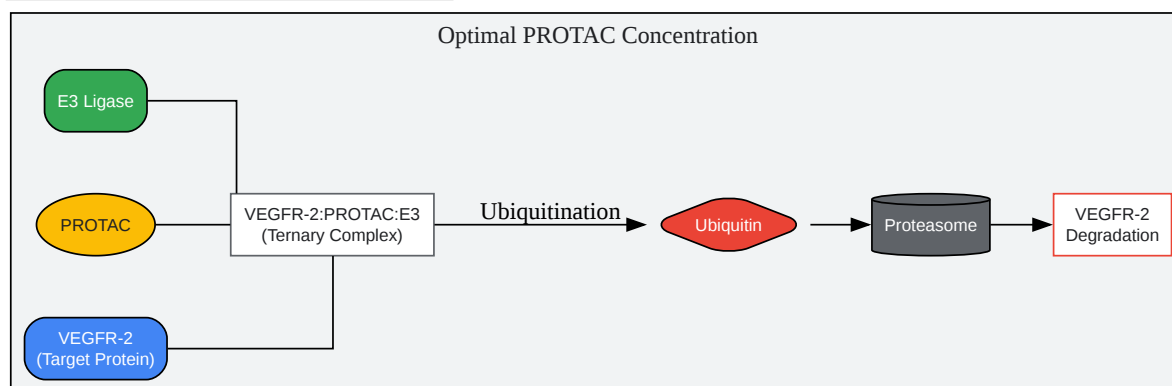 Optimal PROTAC Concentration
E3 Ligase
PROTAC
VEGFR-2
(Target Protein)
VEGFR-2:PROTAC:E3
(Ternary Complex)
Ubiquitination
Ubiquitin
Proteasome
VEGFR-2
Degradation